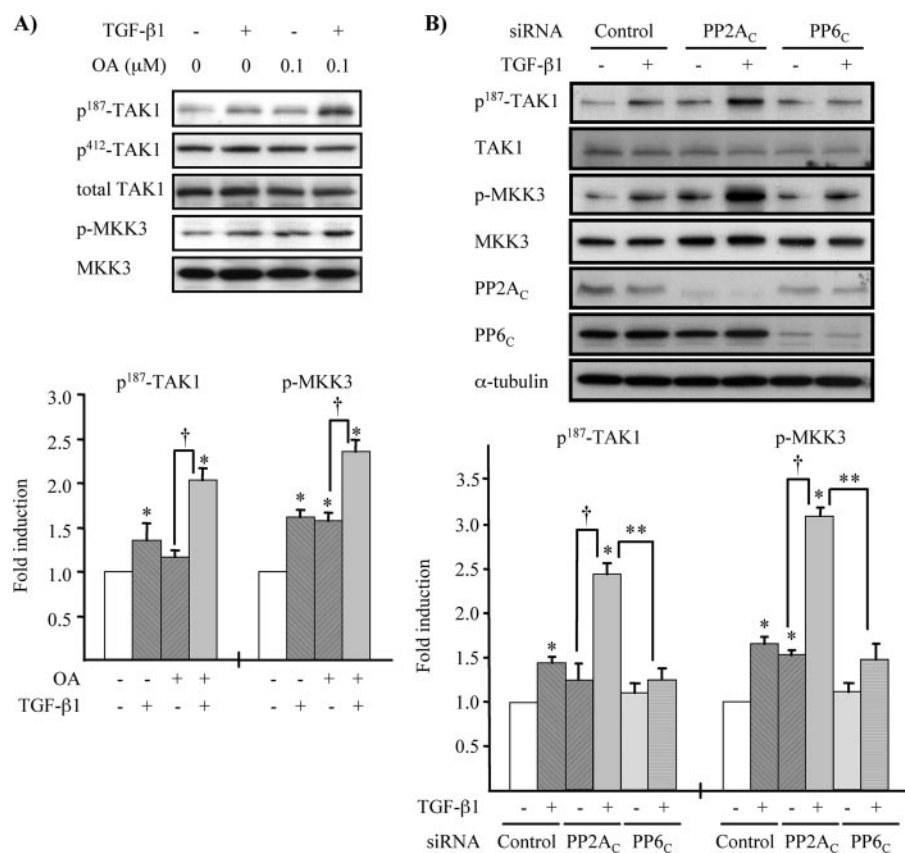 A)
TGF-β1 - + - +
OA (μM) 0 0 0.1 0.1
p187-TAK1
p412-TAK1
total TAK1
p-MKK3
MKK3
p187-TAK1 p-MKK3
Fold induction
3.0
2.5
2.0
1.5
1.0
0.5
* † * * * † *
OA - - + + - - + +
TGF-β1 - + - + - + - +
B)
siRNA Control PP2AC PP6C
TGF-β1 - + - + - +
p187-TAK1
TAK1
p-MKK3
MKK3
PP2AC
PP6C
α-tubulin
p187-TAK1 p-MKK3
Fold induction
3.5
3.0
2.5
2.0
1.5
1.0
0.5
* † * ** * * † * **
TGF-β1 - + - + - + - + - + - +
siRNA Control PP2AC PP6C Control PP2AC PP6C